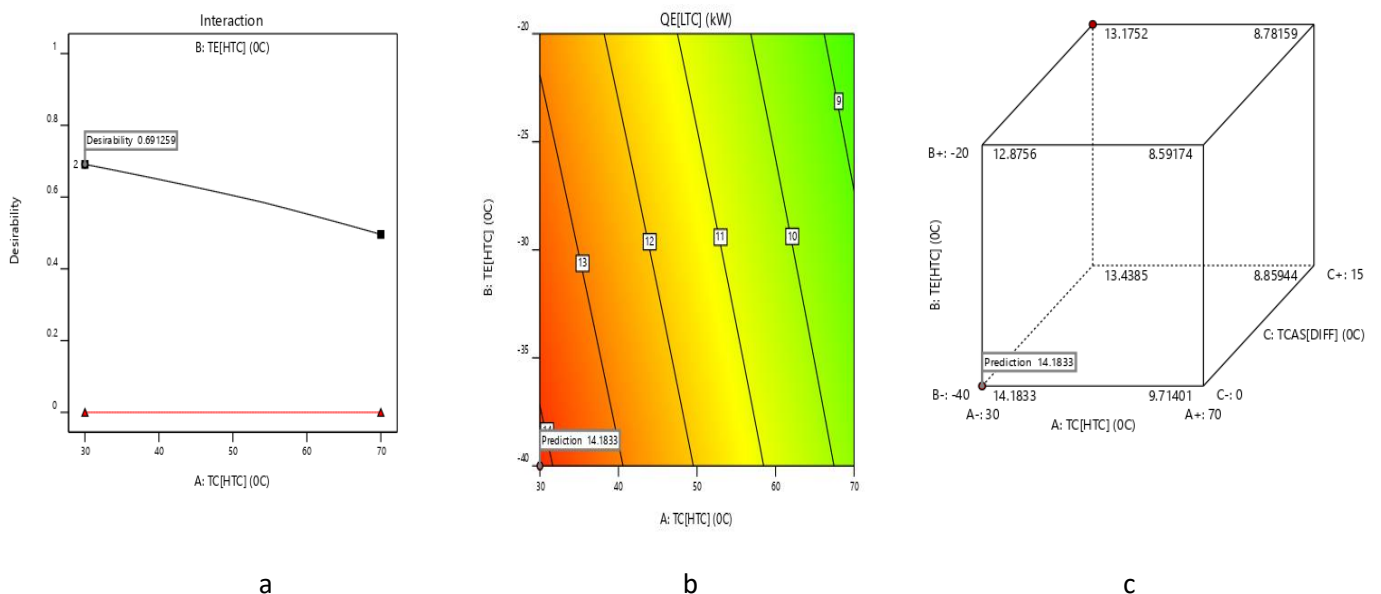 Interaction
B: TE[HTC] (0C)
1
0.8
0.6
0.4
0.2
0
Desirability
Desirability 0.691259
2
30
40
50
60
70
A: TC[HTC] (0C)
QE[LTC] (kW)
-20
-25
-30
-35
-40
B: TE[HTC] (0C)
9
10
11
12
13
14
Prediction 14.1833
30
40
50
60
70
A: TC[HTC] (0C)
13.1752
8.78159
B+: -20
12.8756
8.59174
B: TE[HTC] (0C)
13.4385
8.85944
C+: 15
C: TCAS[DIFF] (0C)
Prediction 14.1833
B-: -40
14.1833
9.71401
C-: 0
A-: 30
A+: 70
A: TC[HTC] (0C)
a
b
c